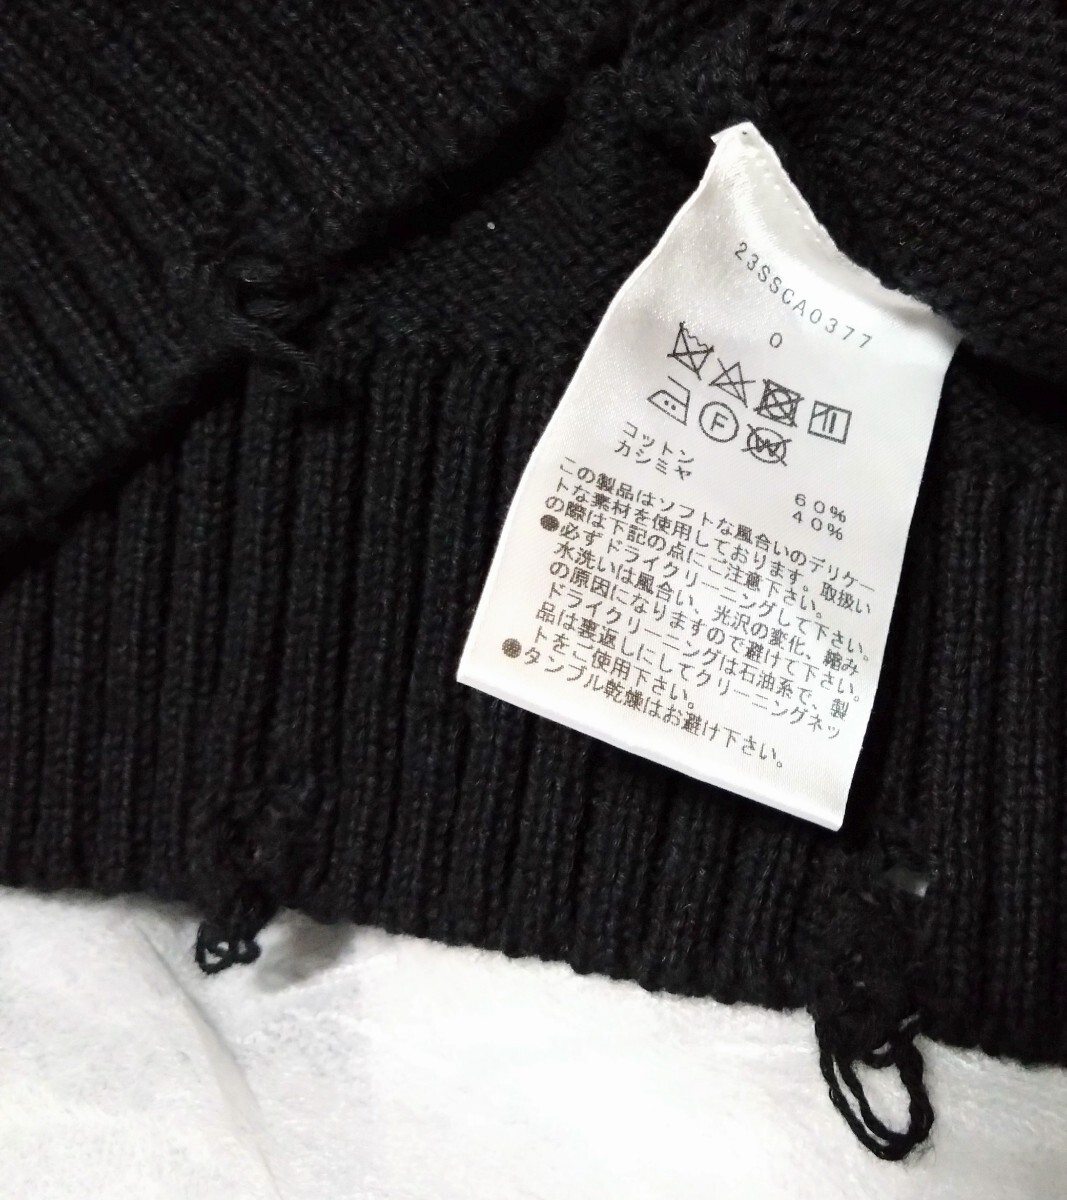 23SSCA0377
0
F
W
コットン 60%
カシミヤ 40%
この製品はソフトな風合いのデリケー
トな素材を使用しております。取扱い
の際は下記の点にご注意下さい。
●必ずドライクリーニングして下さい。
水洗いは風合い、光沢の変化、縮み
の原因になりますので避けて下さい。
ドライクリーニングは石油系で、製
品は裏返しにしてクリーニングネッ
トをご使用下さい。
●タンブル乾燥はお避け下さい。